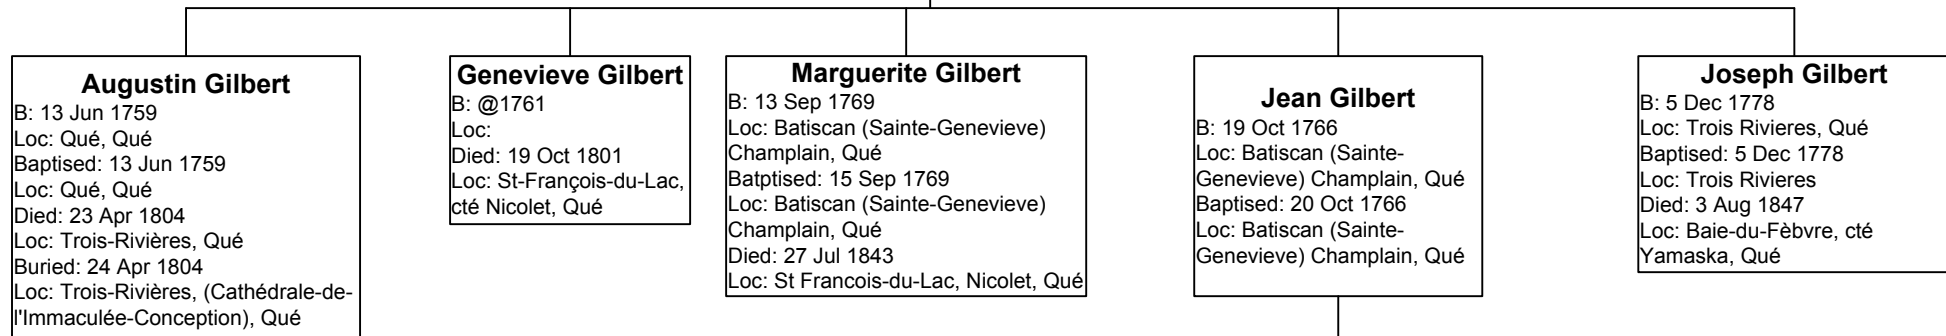 Augustin Gilbert
B: 13 Jun 1759
Loc: Qué, Qué
Baptised: 13 Jun 1759
Loc: Qué, Qué
Died: 23 Apr 1804
Loc: Trois-Rivières, Qué
Buried: 24 Apr 1804
Loc: Trois-Rivières, (Cathédrale-de-
l'Immaculée-Conception), Qué
Genevieve Gilbert
B: @1761
Loc:
Died: 19 Oct 1801
Loc: St-François-du-Lac,
cté Nicolet, Qué
Marguerite Gilbert
B: 13 Sep 1769
Loc: Batiscan (Sainte-Genevieve)
Champlain, Qué
Batptised: 15 Sep 1769
Loc: Batiscan (Sainte-Genevieve)
Champlain, Qué
Died: 27 Jul 1843
Loc: St Francois-du-Lac, Nicolet, Qué
Jean Gilbert
B: 19 Oct 1766
Loc: Batiscan (Sainte-
Genevieve) Champlain, Qué
Baptised: 20 Oct 1766
Loc: Batiscan (Sainte-
Genevieve) Champlain, Qué
Joseph Gilbert
B: 5 Dec 1778
Loc: Trois Rivieres, Qué
Baptised: 5 Dec 1778
Loc: Trois Rivieres
Died: 3 Aug 1847
Loc: Baie-du-Fèbvre, cté
Yamaska, Qué